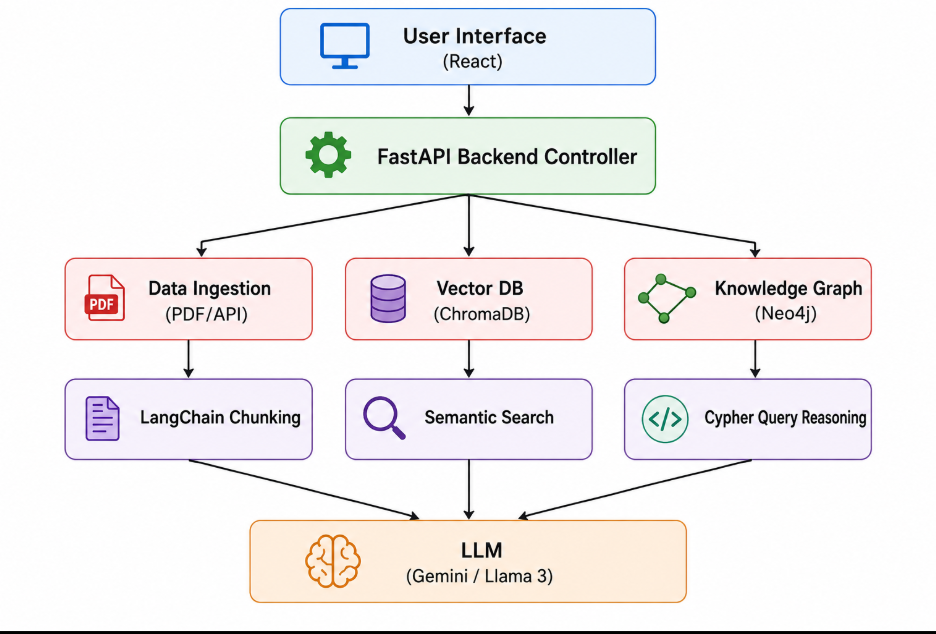 User Interface
(React)
FastAPI Backend Controller
PDF
Data Ingestion
(PDF/API)
Vector DB
(ChromaDB)
Knowledge Graph
(Neo4j)
LangChain Chunking
Semantic Search
</>
Cypher Query Reasoning
LLM
(Gemini / Llama 3)